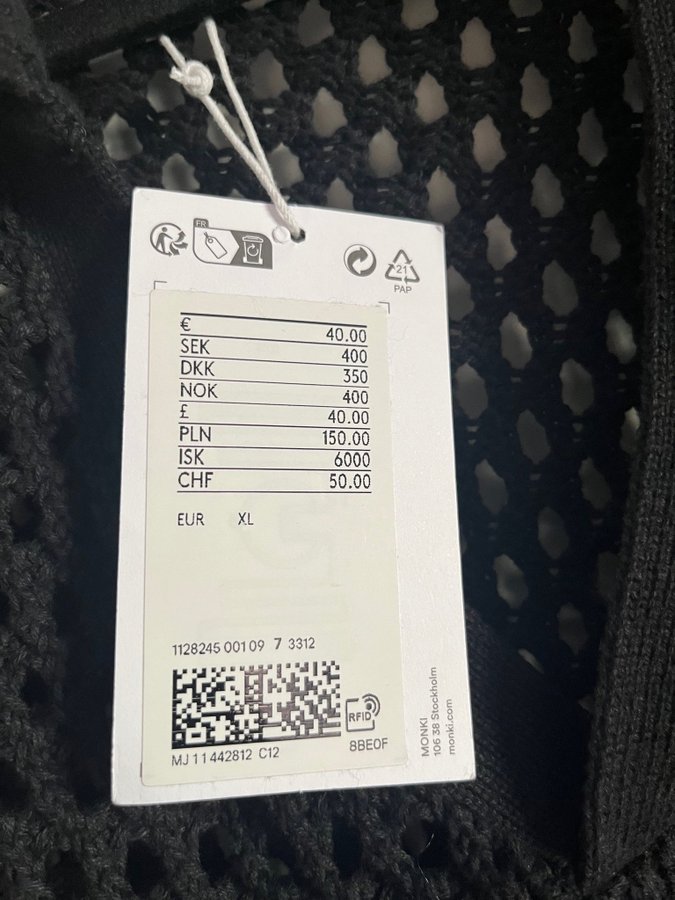 FR
21
PAP
€ 40.00
SEK 400
DKK 350
NOK 400
£ 40.00
PLN 150.00
ISK 6000
CHF 50.00
EUR XL
1128245 001 09 7 3312
RFID
MJ 1 1 442812 C12
8BE0F
MONKI
106 38 Stockholm
monki.com